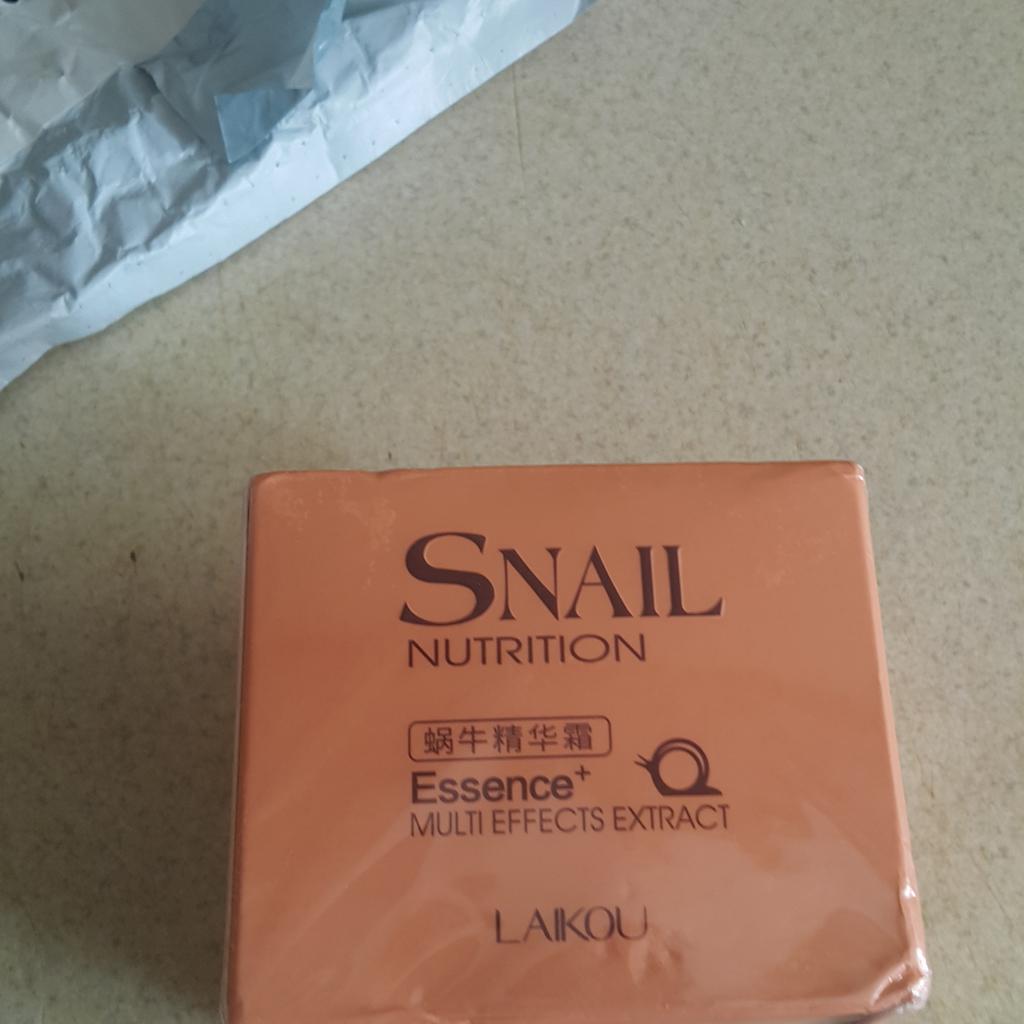 SNAIL
NUTRITION
蜗牛精华霜
Essence+
MULTI EFFECTS EXTRACT
LAIKOU